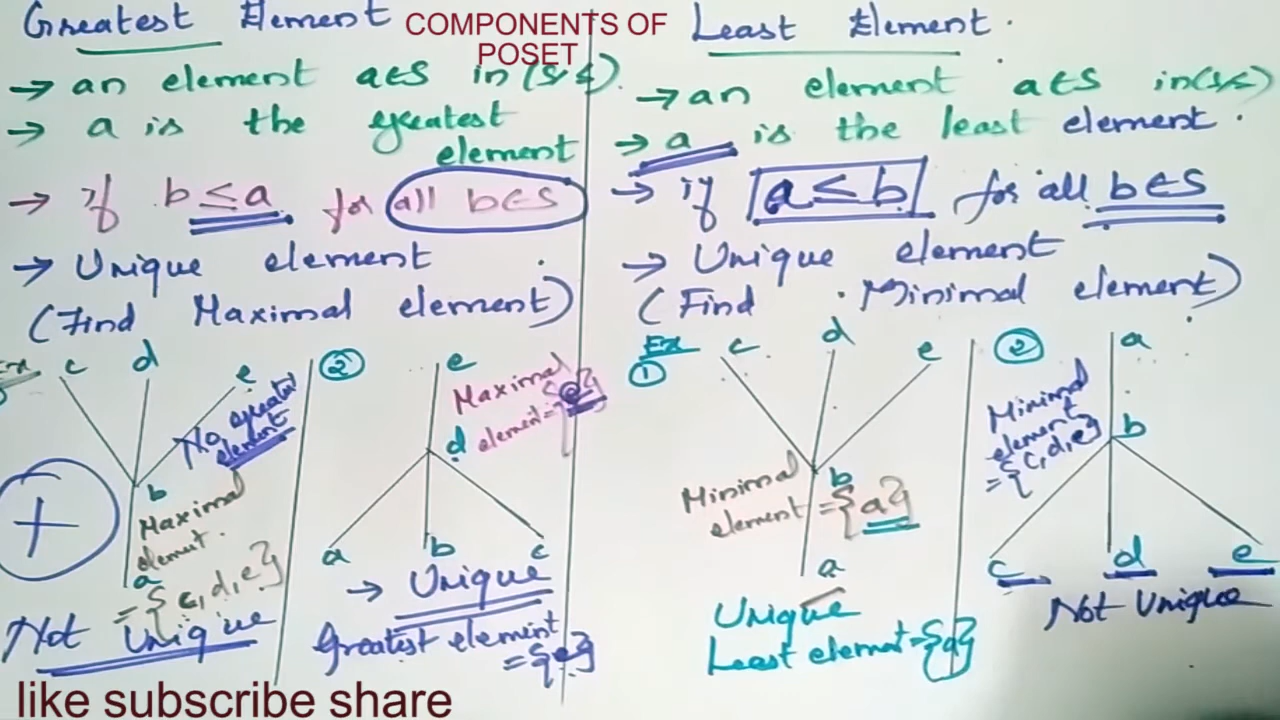 COMPONENTS OF
POSET
Greatest Element
→ an element a∈S in (S, ≤).
→ a is the greatest
element
→ if b ≤ a for all b∈S
→ Unique element
(Find Maximal element)
Ex
c d e
No greatest
element
b
Maximal
element.
a
= {c, d, e}
Not Unique
②
e
Maximal
element = {e}
d
a b c
→ Unique
Greatest element
= {e}
Least Element.
→ an element a∈S in (S, ≤)
→ a is the least element.
→ if a ≤ b for all b∈S
→ Unique element
(Find Minimal element)
Ex
①
c d e
b
Minimal
element = {a}
a
Unique
Least element = {a}
②
a
Minimal
element
= {c, d, e}
b
c d e
Not Unique
like subscribe share